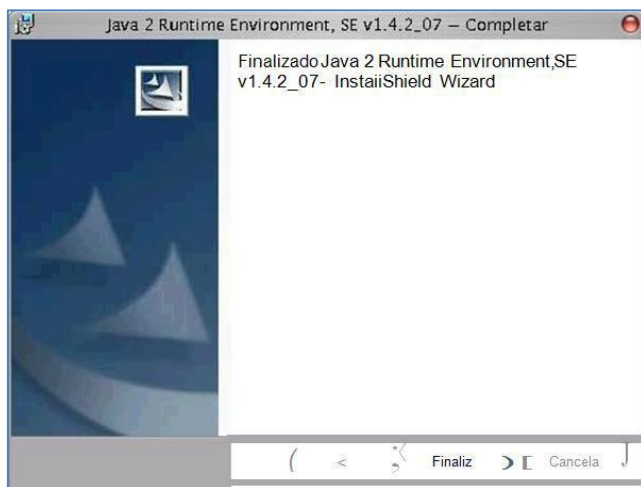 Java 2 Runtime Environment, SE v1.4.2_07 – Completar
Finalizado Java 2 Runtime Environment,SE
v1.4.2_07- InstaiiShield Wizard
< Finaliz Cancela